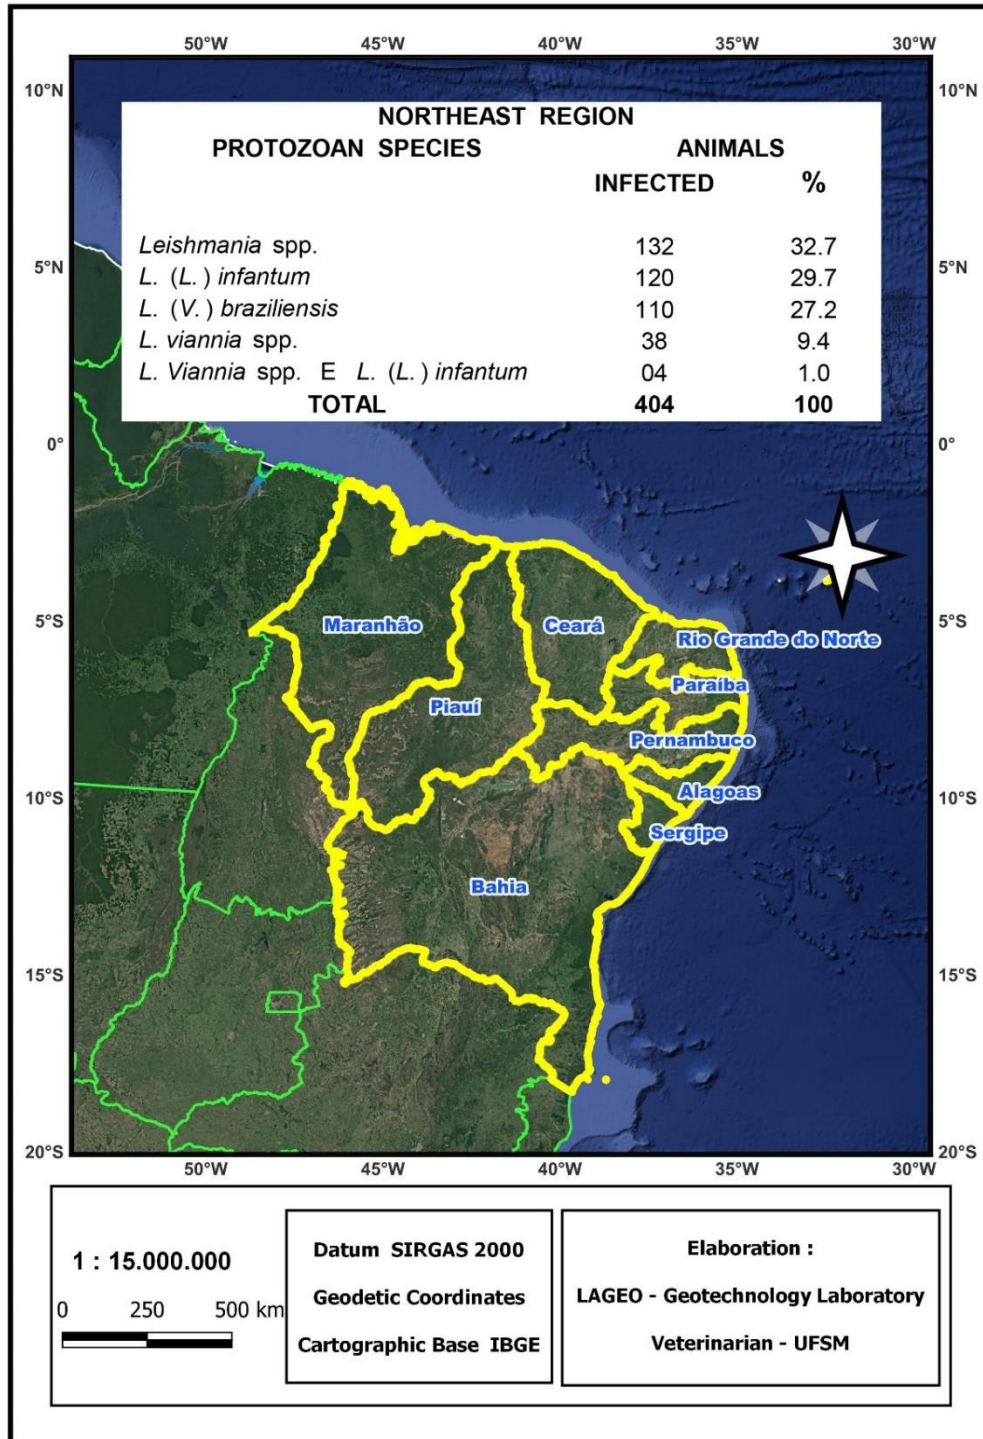 50°W 45°W 40°W 35°W 30°W
10°N 10°N
NORTHEAST REGION
PROTOZOAN SPECIES ANIMALS
INFECTED %
Leishmania spp. 132 32.7
L. (L.) infantum 120 29.7
L. (V.) braziliensis 110 27.2
L. viannia spp. 38 9.4
L. Viannia spp. E L. (L.) infantum 04 1.0
TOTAL 404 100
5°N 5°N
0° 0°
5°S 5°S
Maranhão
Ceará
Rio Grande do Norte
Paraíba
Piauí
Pernambuco
Alagoas
10°S 10°S
Sergipe
Bahia
15°S 15°S
20°S 20°S
50°W 45°W 40°W 35°W 30°W
1 : 15.000.000
0 250 500 km
Datum SIRGAS 2000
Geodetic Coordinates
Cartographic Base IBGE
Elaboration :
LAGEO - Geotechnology Laboratory
Veterinarian - UFSM